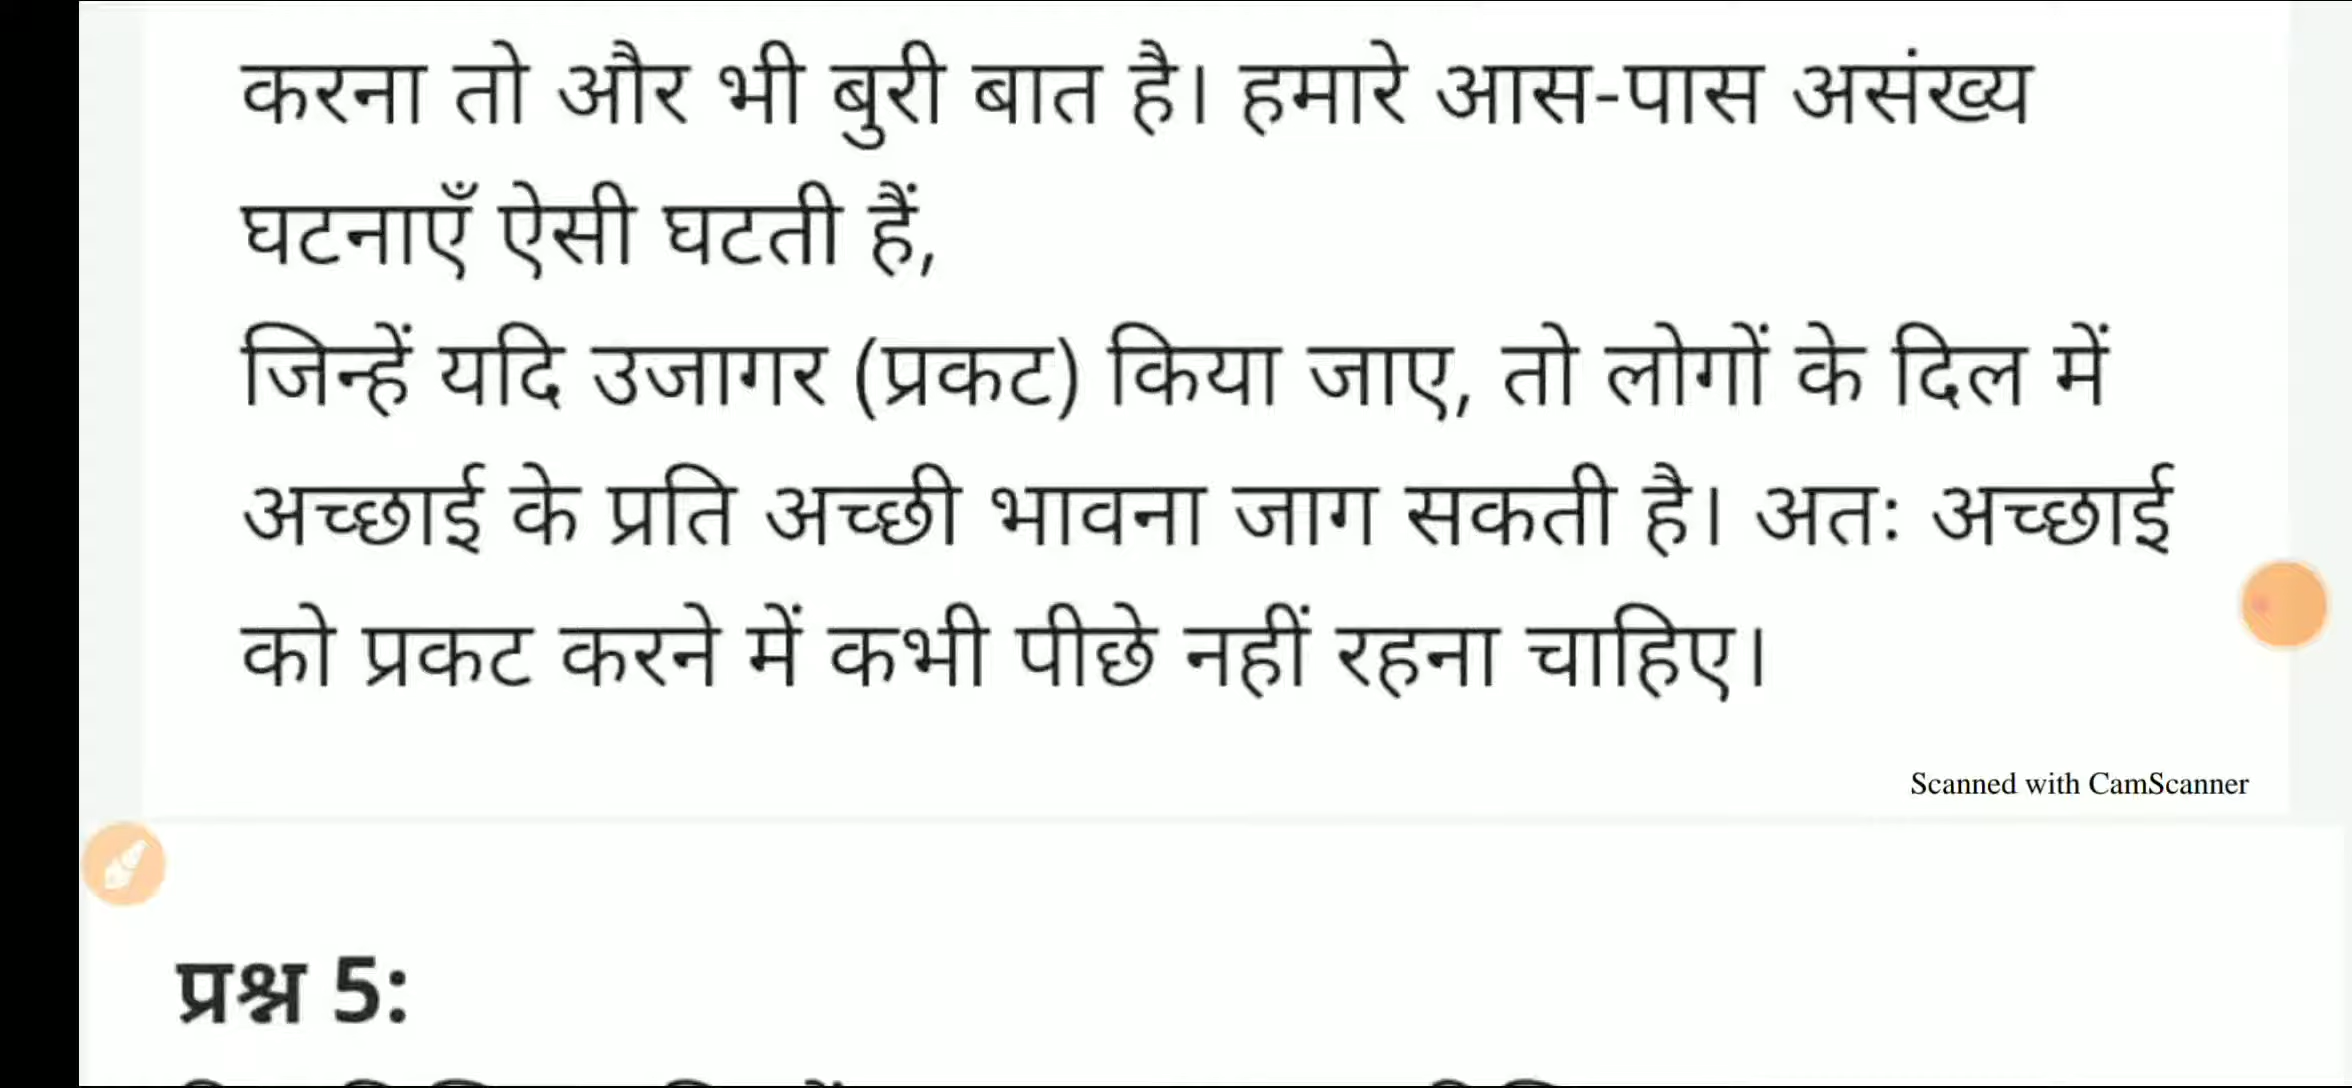 करना तो और भी बुरी बात है। हमारे आस-पास असंख्य
घटनाएँ ऐसी घटती हैं,
जिन्हें यदि उजागर (प्रकट) किया जाए, तो लोगों के दिल में
अच्छाई के प्रति अच्छी भावना जाग सकती है। अतः अच्छाई
को प्रकट करने में कभी पीछे नहीं रहना चाहिए।
Scanned with CamScanner
प्रश्न 5: